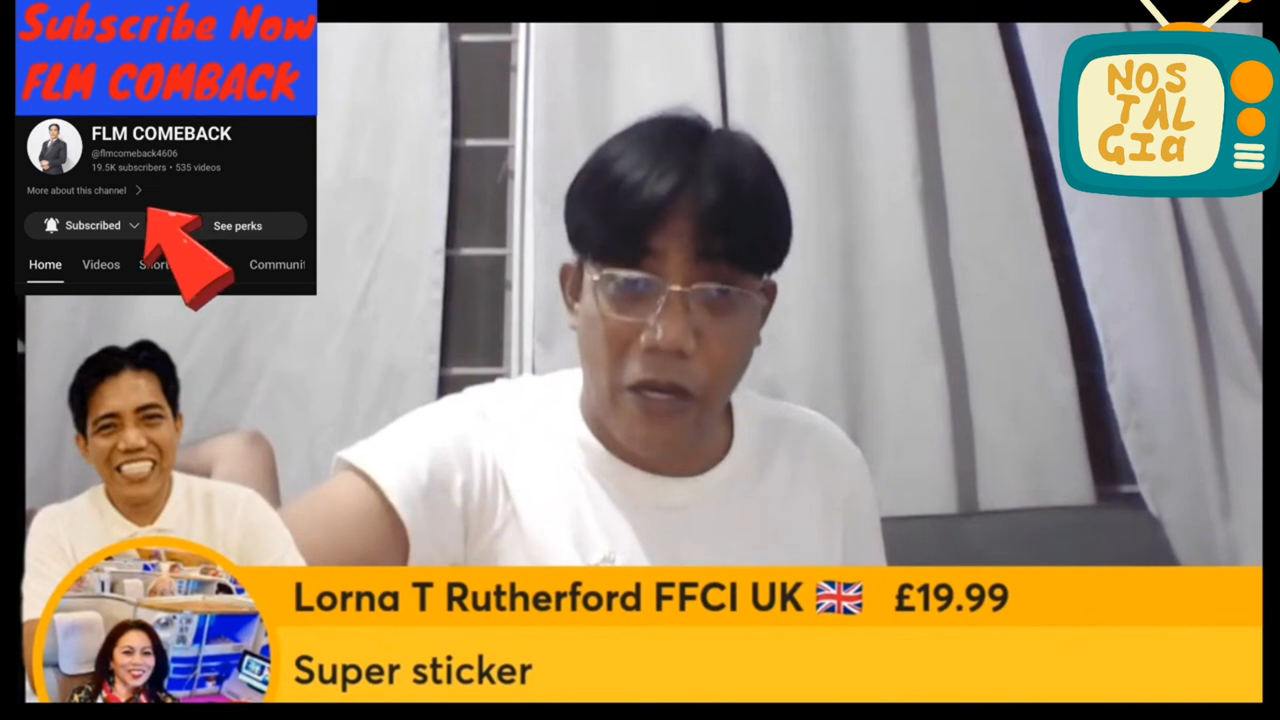 Subscribe Now
FLM COMBACK
FLM COMEBACK
@flmcomeback4606
19.5K subscribers • 535 videos
More about this channel
Subscribed
See perks
Home Videos Communi
NOS
TAL
GIa
Lorna T Rutherford FFCI UK 🇬🇧 £19.99
Super sticker